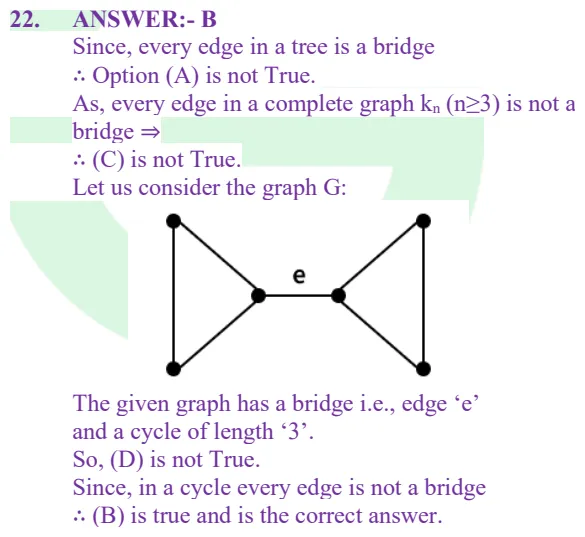 22. ANSWER:- B
Since, every edge in a tree is a bridge
∴ Option (A) is not True.
As, every edge in a complete graph kₙ (n≥3) is not a
bridge ⇒
∴ (C) is not True.
Let us consider the graph G:
e
The given graph has a bridge i.e., edge ‘e’
and a cycle of length ‘3’.
So, (D) is not True.
Since, in a cycle every edge is not a bridge
∴ (B) is true and is the correct answer.